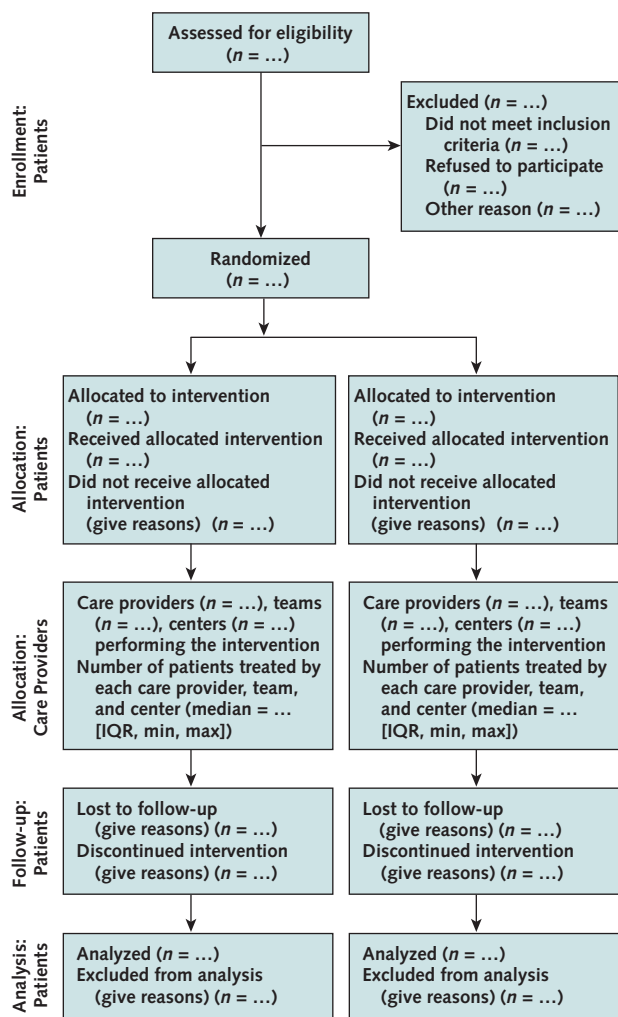 Assessed for eligibility
(n = …)
Enrollment:
Patients
Excluded (n = …)
Did not meet inclusion
criteria (n = …)
Refused to participate
(n = …)
Other reason (n = …)
Randomized
(n = …)
Allocation:
Patients
Allocated to intervention
(n = …)
Received allocated intervention
(n = …)
Did not receive allocated
intervention
(give reasons) (n = …)
Allocated to intervention
(n = …)
Received allocated intervention
(n = …)
Did not receive allocated
intervention
(give reasons) (n = …)
Allocation:
Care Providers
Care providers (n = …), teams
(n = …), centers (n = …)
performing the intervention
Number of patients treated by
each care provider, team,
and center (median = …
[IQR, min, max])
Care providers (n = …), teams
(n = …), centers (n = …)
performing the intervention
Number of patients treated by
each care provider, team,
and center (median = …
[IQR, min, max])
Follow-up:
Patients
Lost to follow-up
(give reasons) (n = …)
Discontinued intervention
(give reasons) (n = …)
Lost to follow-up
(give reasons) (n = …)
Discontinued intervention
(give reasons) (n = …)
Analysis:
Patients
Analyzed (n = …)
Excluded from analysis
(give reasons) (n = …)
Analyzed (n = …)
Excluded from analysis
(give reasons) (n = …)